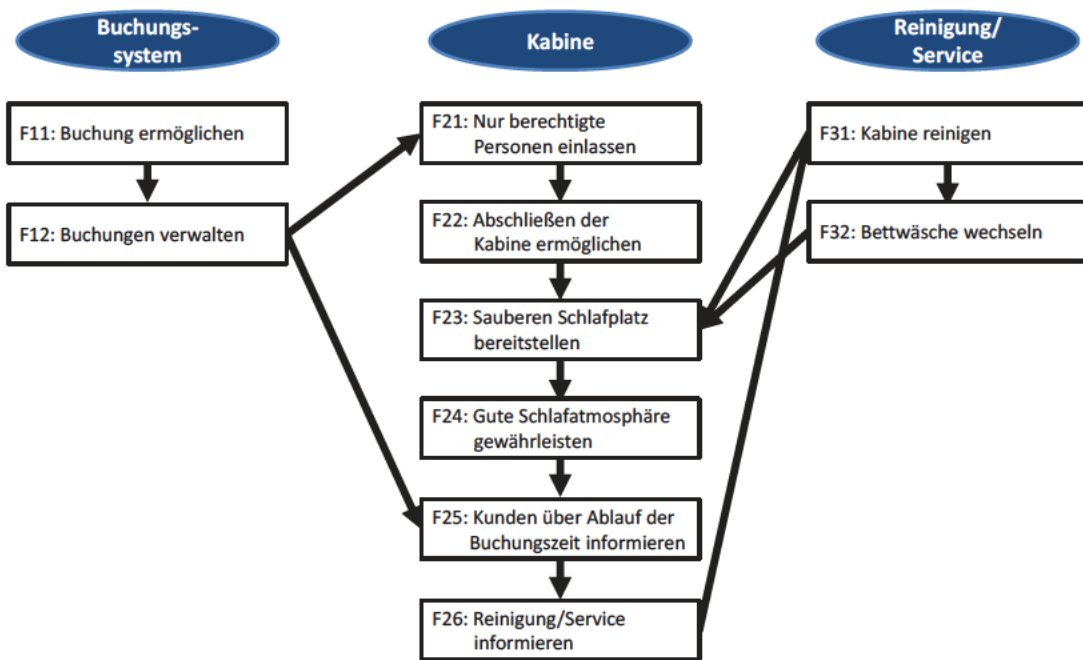 Buchungs-
system
Kabine
Reinigung/
Service
F11: Buchung ermöglichen
F12: Buchungen verwalten
F21: Nur berechtigte
Personen einlassen
F22: Abschließen der
Kabine ermöglichen
F23: Sauberen Schlafplatz
bereitstellen
F24: Gute Schlafatmosphäre
gewährleisten
F25: Kunden über Ablauf der
Buchungszeit informieren
F26: Reinigung/Service
informieren
F31: Kabine reinigen
F32: Bettwäsche wechseln